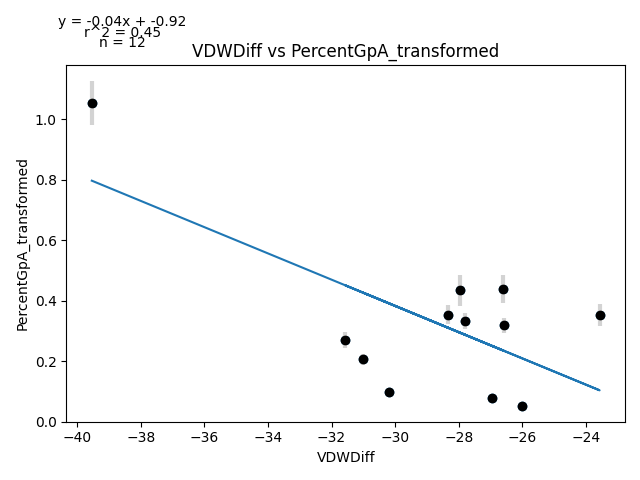 y = -0.04x + -0.92
r^2 = 0.45
n = 12
VDWDiff vs PercentGpA_transformed
PercentGpA_transformed
1.0
0.8
0.6
0.4
0.2
0.0
−40 −38 −36 −34 −32 −30 −28 −26 −24
VDWDiff